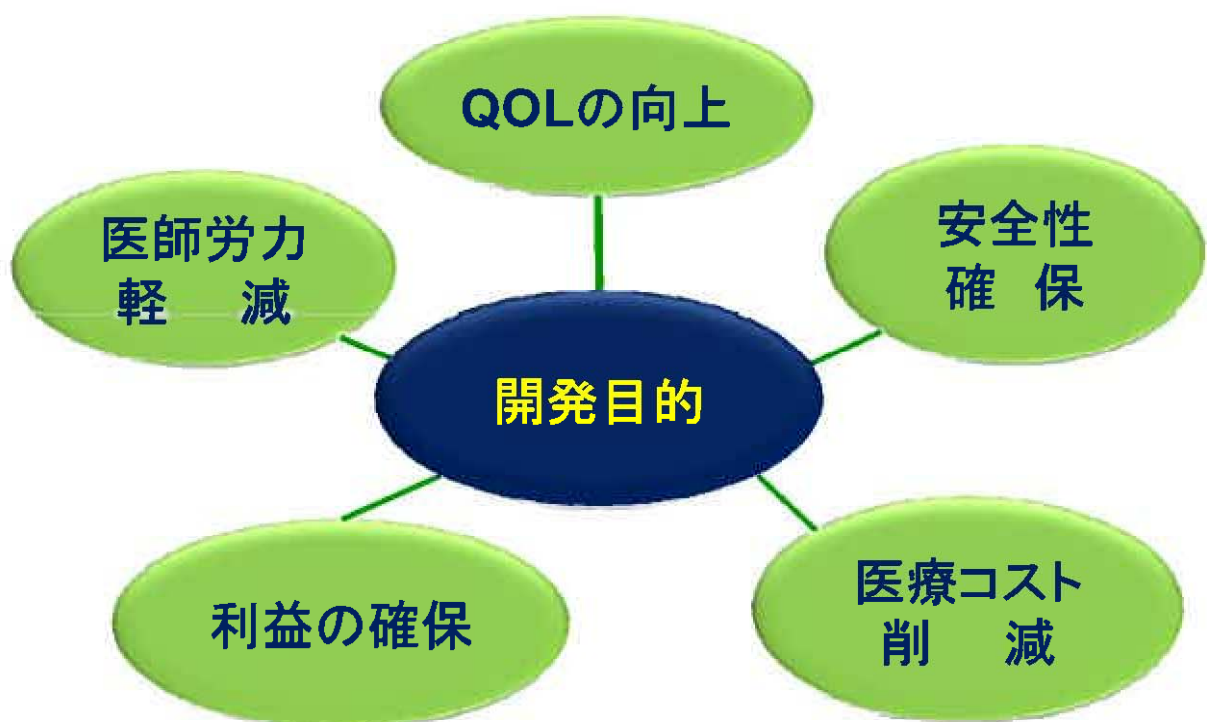 QOLの向上
医師労力
軽 減
安全性
確 保
開発目的
利益の確保
医療コスト
削 減